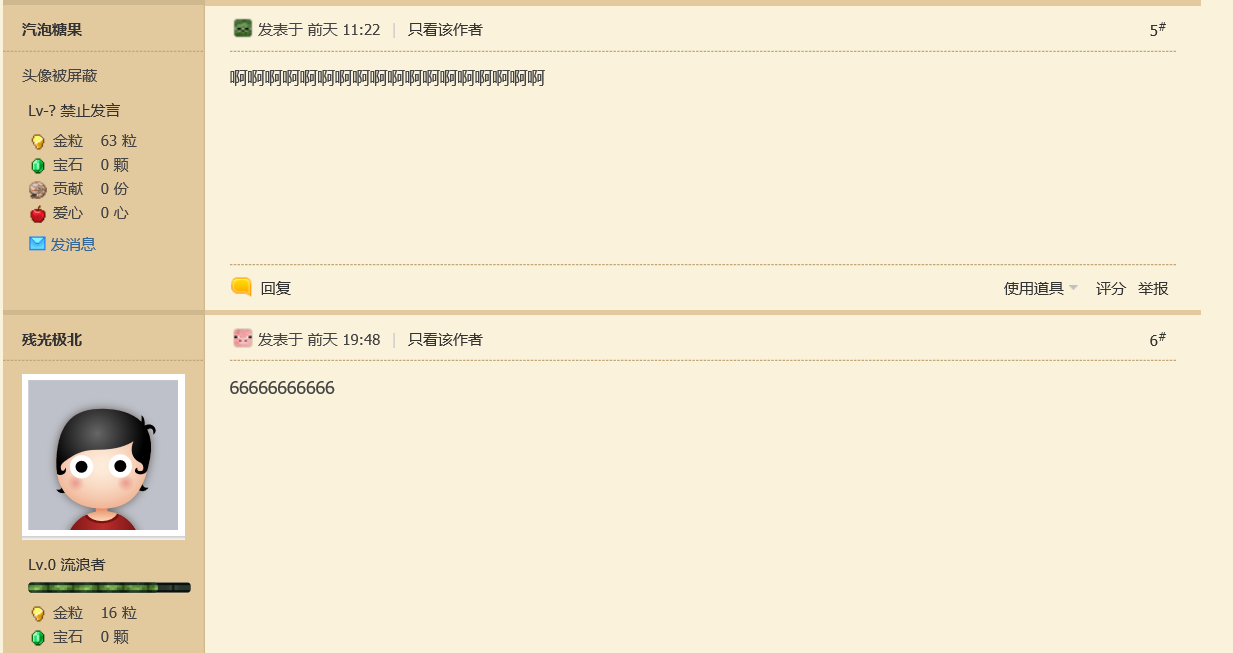 汽泡糖果
发表于 前天 11:22 | 只看该作者
5#
头像被屏蔽
啊啊啊啊啊啊啊啊啊啊啊啊啊啊啊啊啊啊
Lv-? 禁止发言
金粒 63 粒
宝石 0 颗
贡献 0 份
爱心 0 心
发消息
回复
使用道具 评分 举报
残光极北
发表于 前天 19:48 | 只看该作者
6#
66666666666
Lv.0 流浪者
金粒 16 粒
宝石 0 颗